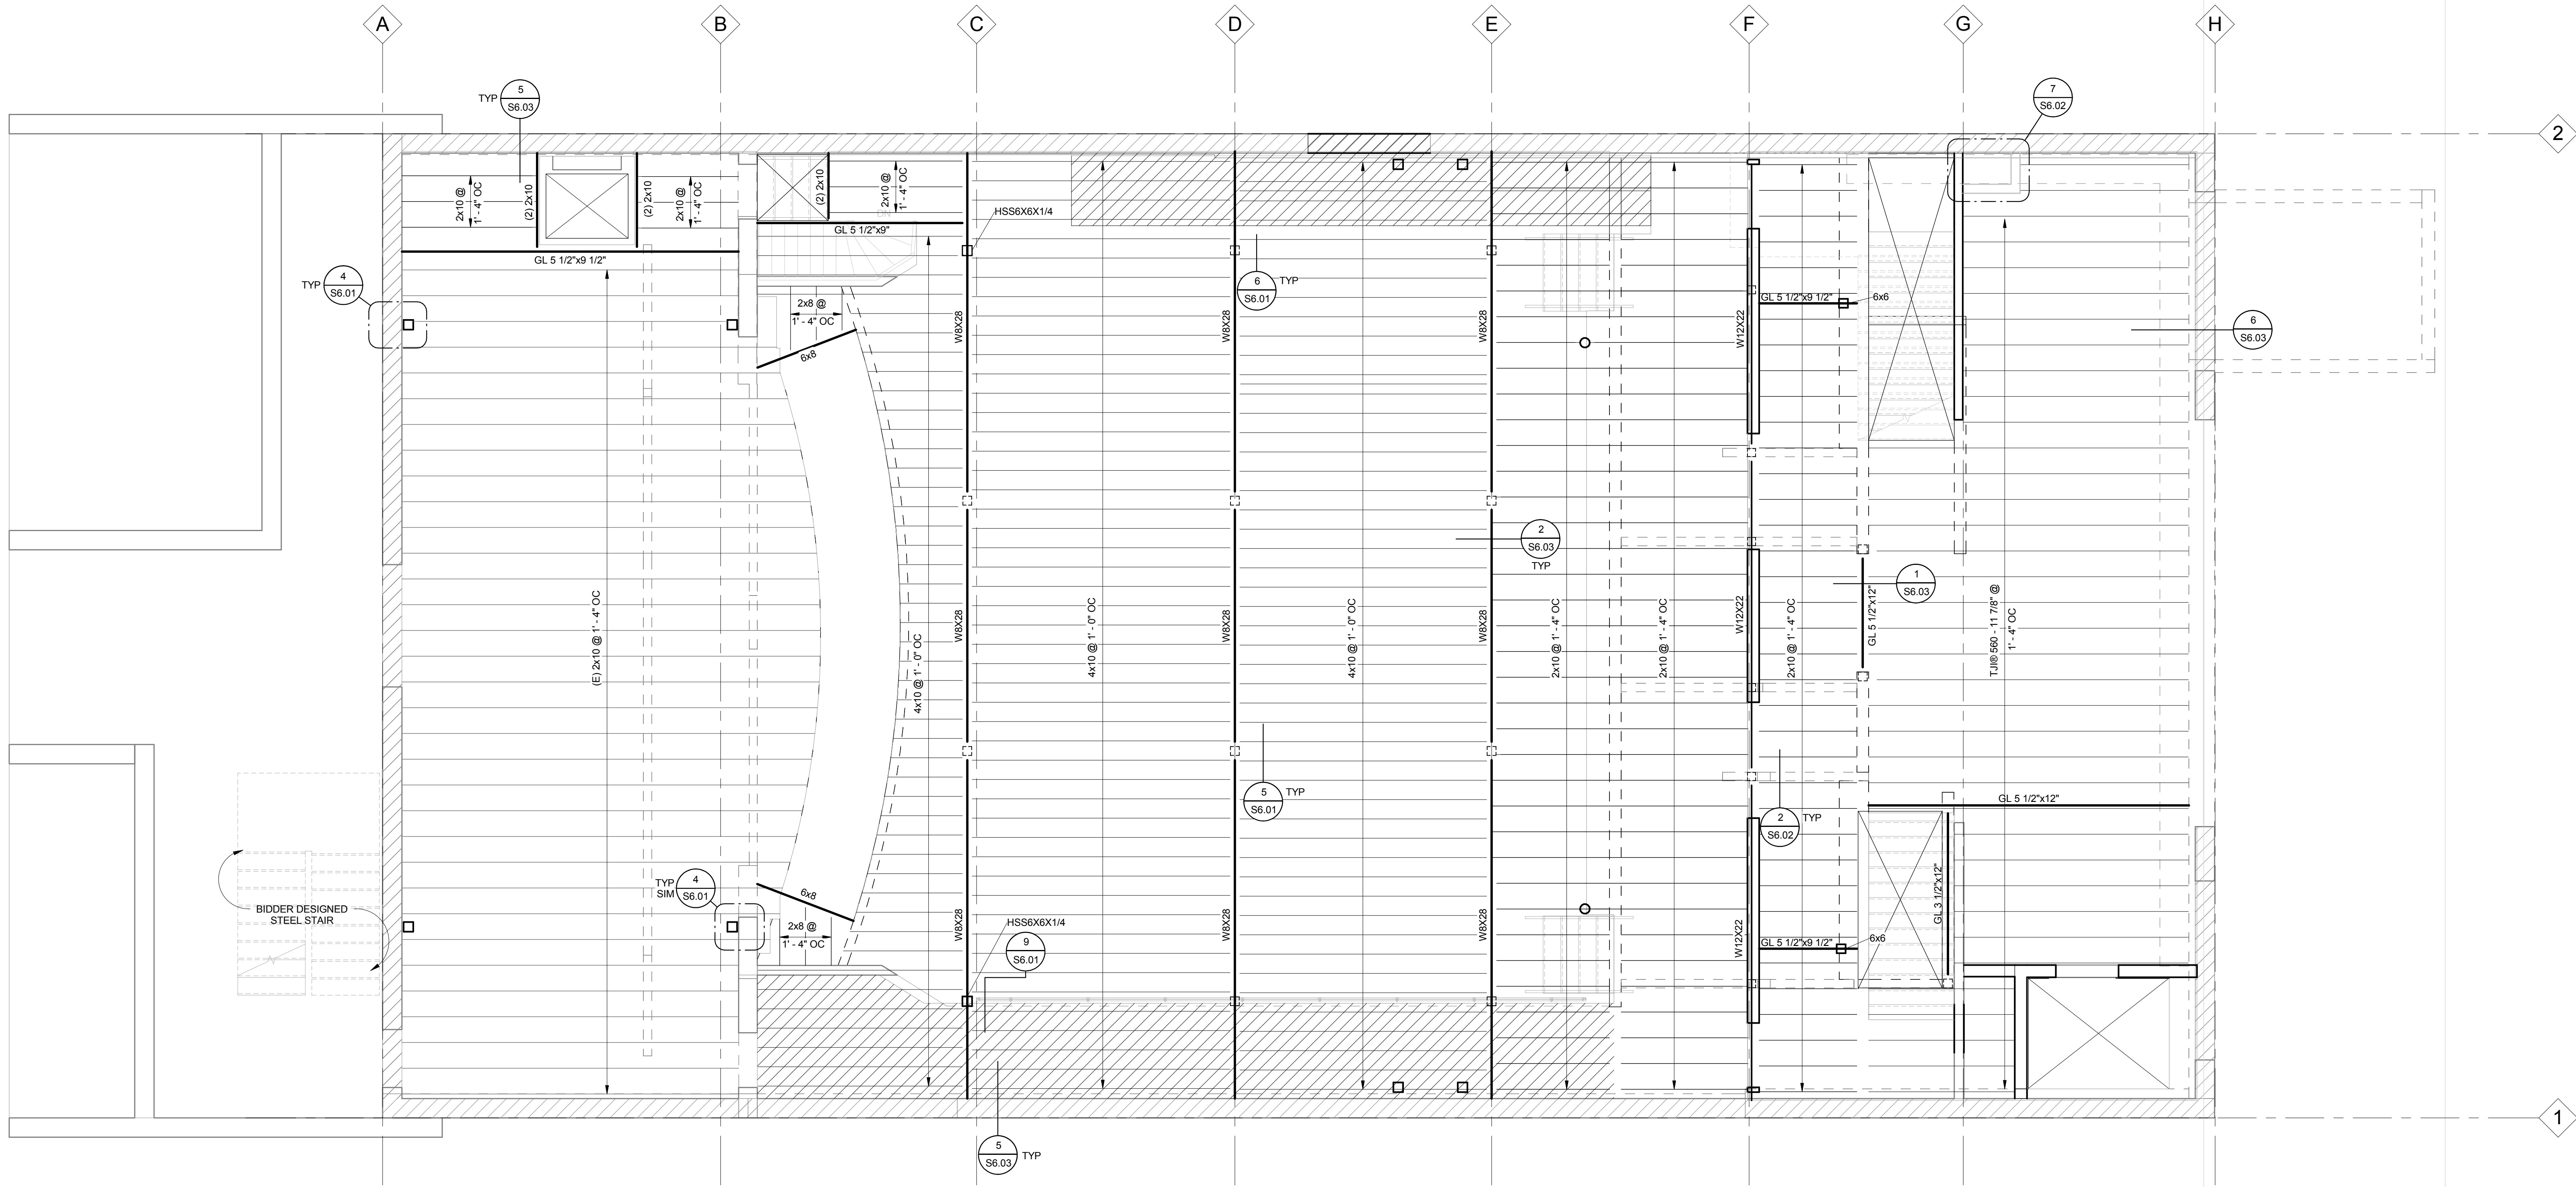 A
B
C
D
E
F
G
H
2
1
TYP
5
S6.03
7
S6.02
2x10 @
1' - 4" OC
(2) 2x10
(2) 2x10
2x10 @
1' - 4" OC
(2) 2x10
2x10 @
1' - 4" OC
DN
HSS6X6X1/4
GL 5 1/2"x9"
GL 5 1/2"x9 1/2"
TYP
4
S6.01
6
S6.01
TYP
2x8 @
1' - 4" OC
6x8
W8X28
W8X28
W8X28
W12X22
GL 5 1/2"x9 1/2"
6x6
6
S6.03
2
S6.03
TYP
1
S6.03
(E) 2x10 @ 1' - 4" OC
4x10 @ 1' - 0" OC
W8X28
4x10 @ 1' - 0" OC
W8X28
4x10 @ 1' - 0" OC
W8X28
2x10 @ 1' - 4" OC
2x10 @ 1' - 4" OC
W12X22
2x10 @ 1' - 4" OC
GL 5 1/2"x12"
TJI® 560 - 11 7/8" @
1' - 4" OC
5
S6.01
TYP
2
S6.02
TYP
GL 5 1/2"x12"
GL 3 1/2"x12"
BIDDER DESIGNED
STEEL STAIR
TYP
SIM
4
S6.01
6x8
2x8 @
1' - 4" OC
W8X28
HSS6X6X1/4
9
S6.01
W8X28
W8X28
W12X22
GL 5 1/2"x9 1/2"
6x6
5
S6.03
TYP